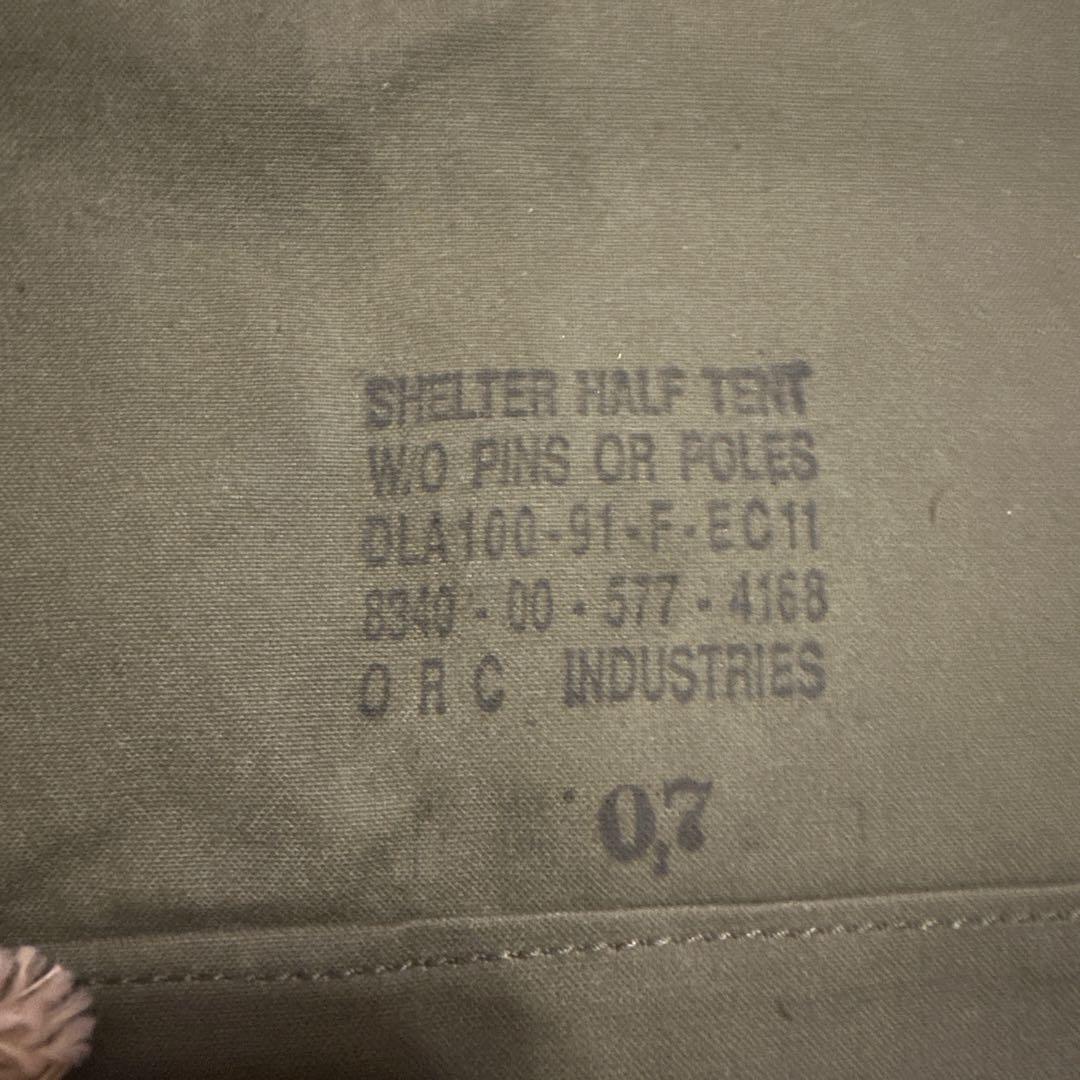 SHELTER HALF TENT
W.O PINS OR POLES
DLA100-91-F-EC11
8340-00-577-4168
O R C INDUSTRIES
0,7